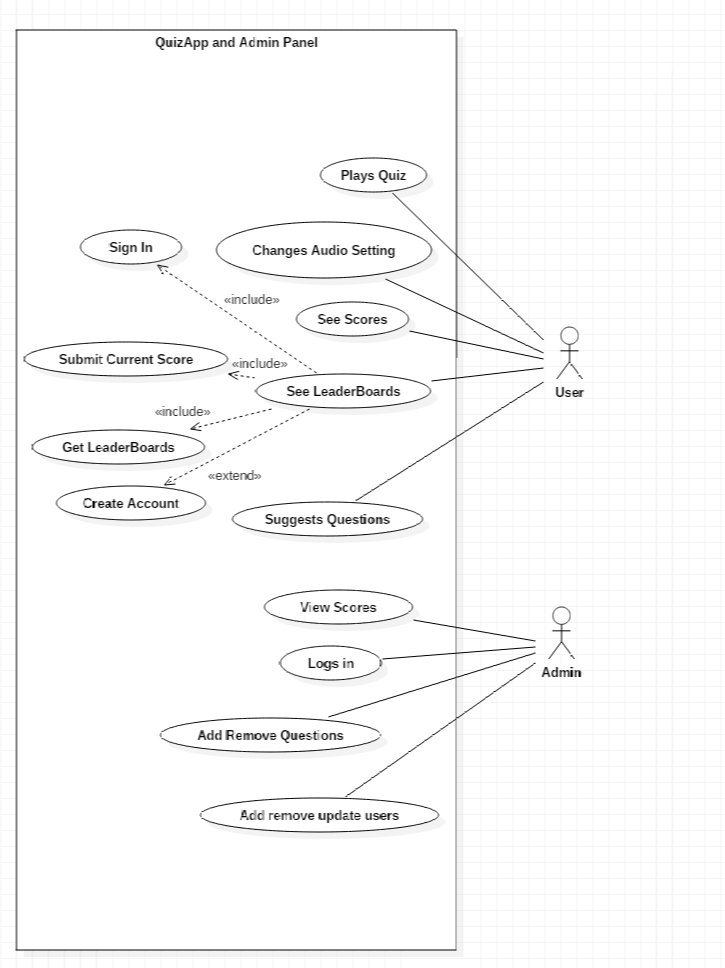 QuizApp and Admin Panel
Plays Quiz
Sign In
Changes Audio Setting
«include»
See Scores
Submit Current Score
«include»
See LeaderBoards
User
«include»
Get LeaderBoards
«extend»
Create Account
Suggests Questions
View Scores
Logs in
Admin
Add Remove Questions
Add remove update users